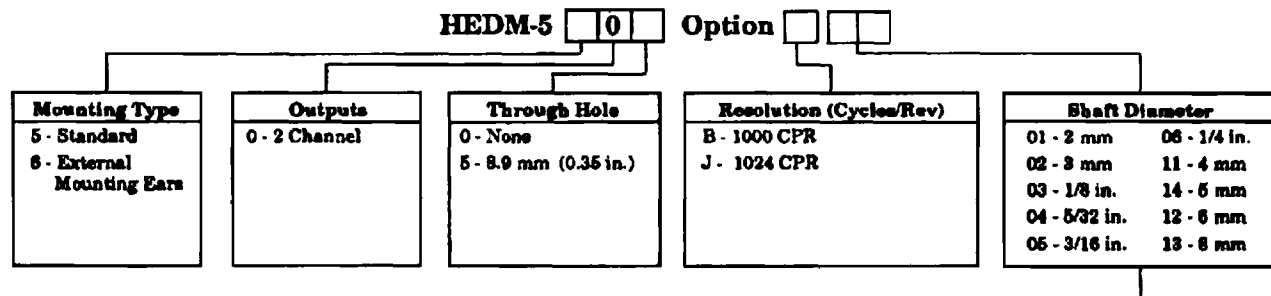 HEDM-5 0 Option
Mounting Type
5 - Standard
6 - External
Mounting Ears
Outputs
0 - 2 Channel
Through Hole
0 - None
5 - 8.9 mm (0.35 in.)
Resolution (Cycles/Rev)
B - 1000 CPR
J - 1024 CPR
Shaft Diameter
01 - 2 mm 06 - 1/4 in.
02 - 3 mm 11 - 4 mm
03 - 1/8 in. 14 - 5 mm
04 - 5/32 in. 12 - 6 mm
05 - 3/16 in. 13 - 8 mm